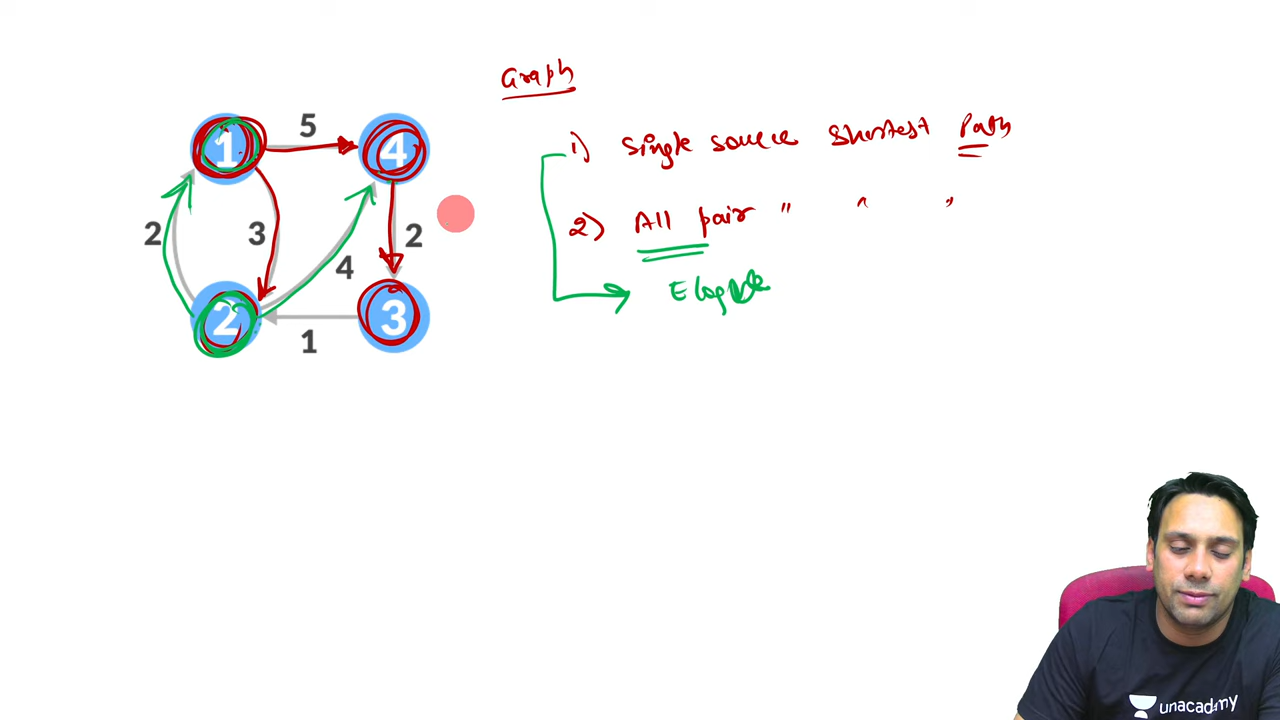 Graph
1) Single source shortest Path
2) All pair " " "
1 5 4
2 3 4 2
2 1 3
unacademy